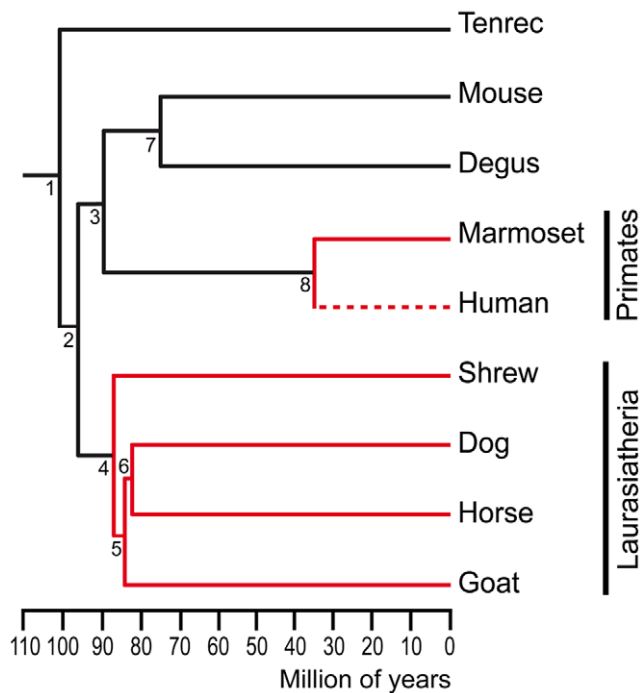 Tenrec
Mouse
7
Degus
1
3
Marmoset
8
Human
Primates
2
Shrew
Dog
4
6
Horse
5
Goat
Laurasiatheria
110 100 90 80 70 60 50 40 30 20 10 0
Million of years